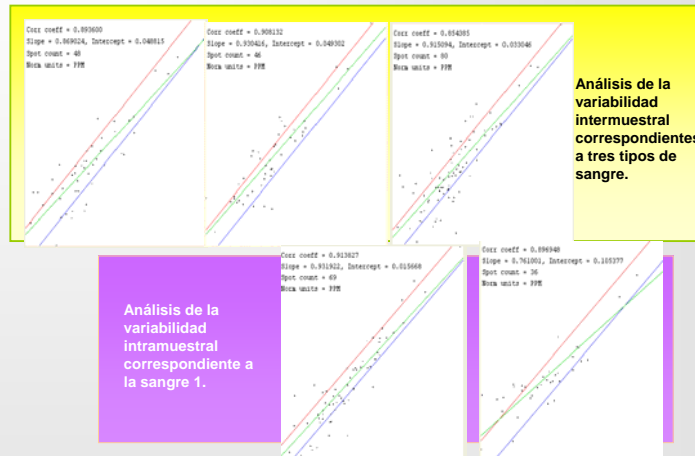 Corr coeff = 0.893600
Slope = 0.869024, Intercept = 0.048815
Spot count = 48
Norm units = PPM
Corr coeff = 0.908132
Slope = 0.930416, Intercept = 0.049302
Spot count = 46
Norm units = PPM
Corr coeff = 0.854385
Slope = 0.915094, Intercept = 0.033046
Spot count = 80
Norm units = PPM
Análisis de la
variabilidad
intermuestral
correspondientes
a tres tipos de
sangre.
Análisis de la
variabilidad
intramuestral
correspondiente a
la sangre 1.
Corr coeff = 0.913827
Slope = 0.931922, Intercept = 0.015668
Spot count = 69
Norm units = PPM
Corr coeff = 0.896948
Slope = 0.761001, Intercept = 0.105377
Spot count = 36
Norm units = PPM